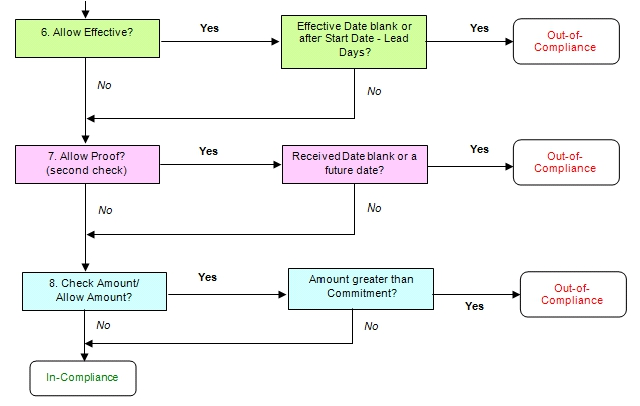 6. Allow Effective?
Yes
Effective Date blank or
after Start Date - Lead
Days?
Yes
Out-of-
Compliance
No
No
7. Allow Proof?
(second check)
Yes
Received Date blank or a
future date?
Yes
Out-of-
Compliance
No
No
8. Check Amount/
Allow Amount?
Yes
Amount greater than
Commitment?
Yes
Out-of-
Compliance
No
No
In-Compliance